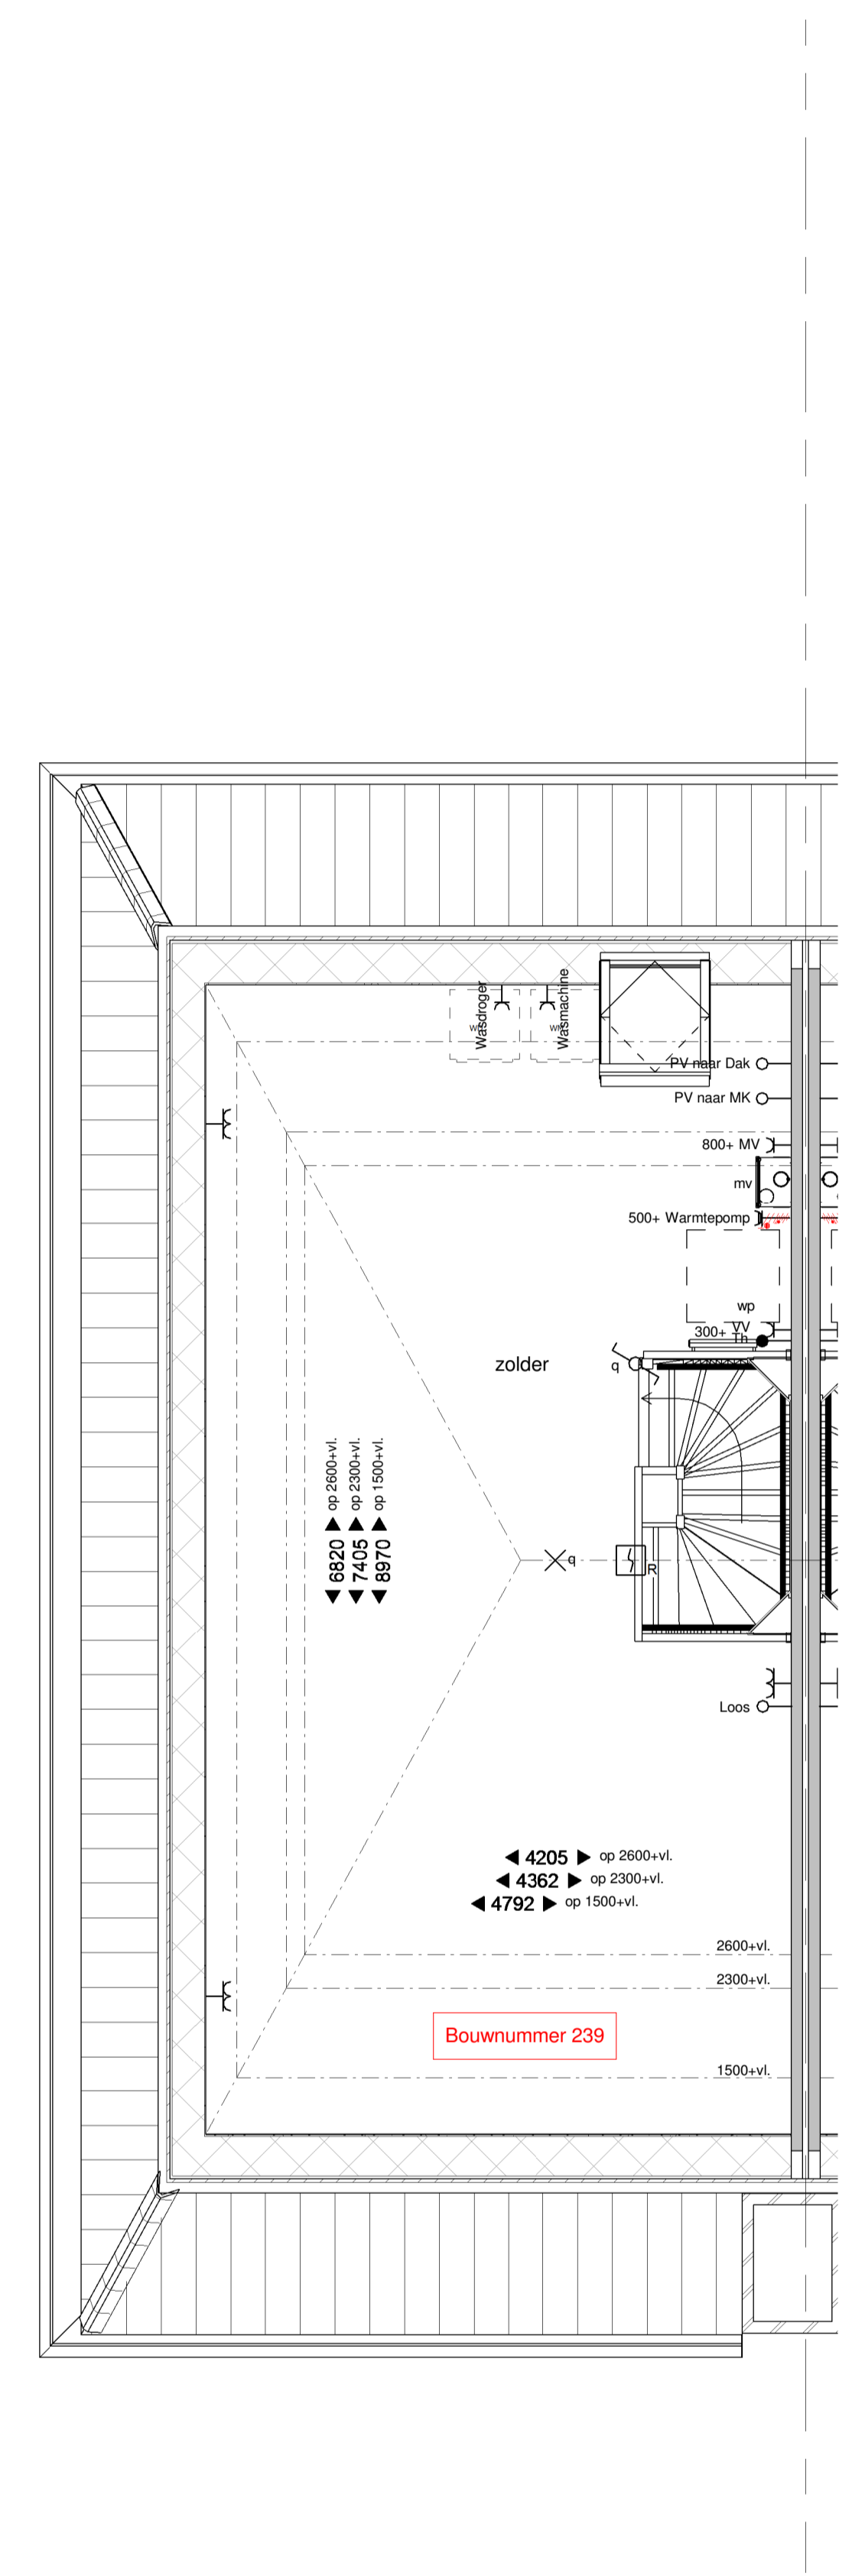 Wasdroger
Wasmachine
PV naar Dak
PV naar MK
800+ MV
mv
500+ Warmtepomp
wp
VV
300+ Th
zolder
q
6820 op 2600+vl.
7405 op 2300+vl.
8970 op 1500+vl.
q
R
Loos
4205 op 2600+vl.
4362 op 2300+vl.
4792 op 1500+vl.
2600+vl.
2300+vl.
Bouwnummer 239
1500+vl.